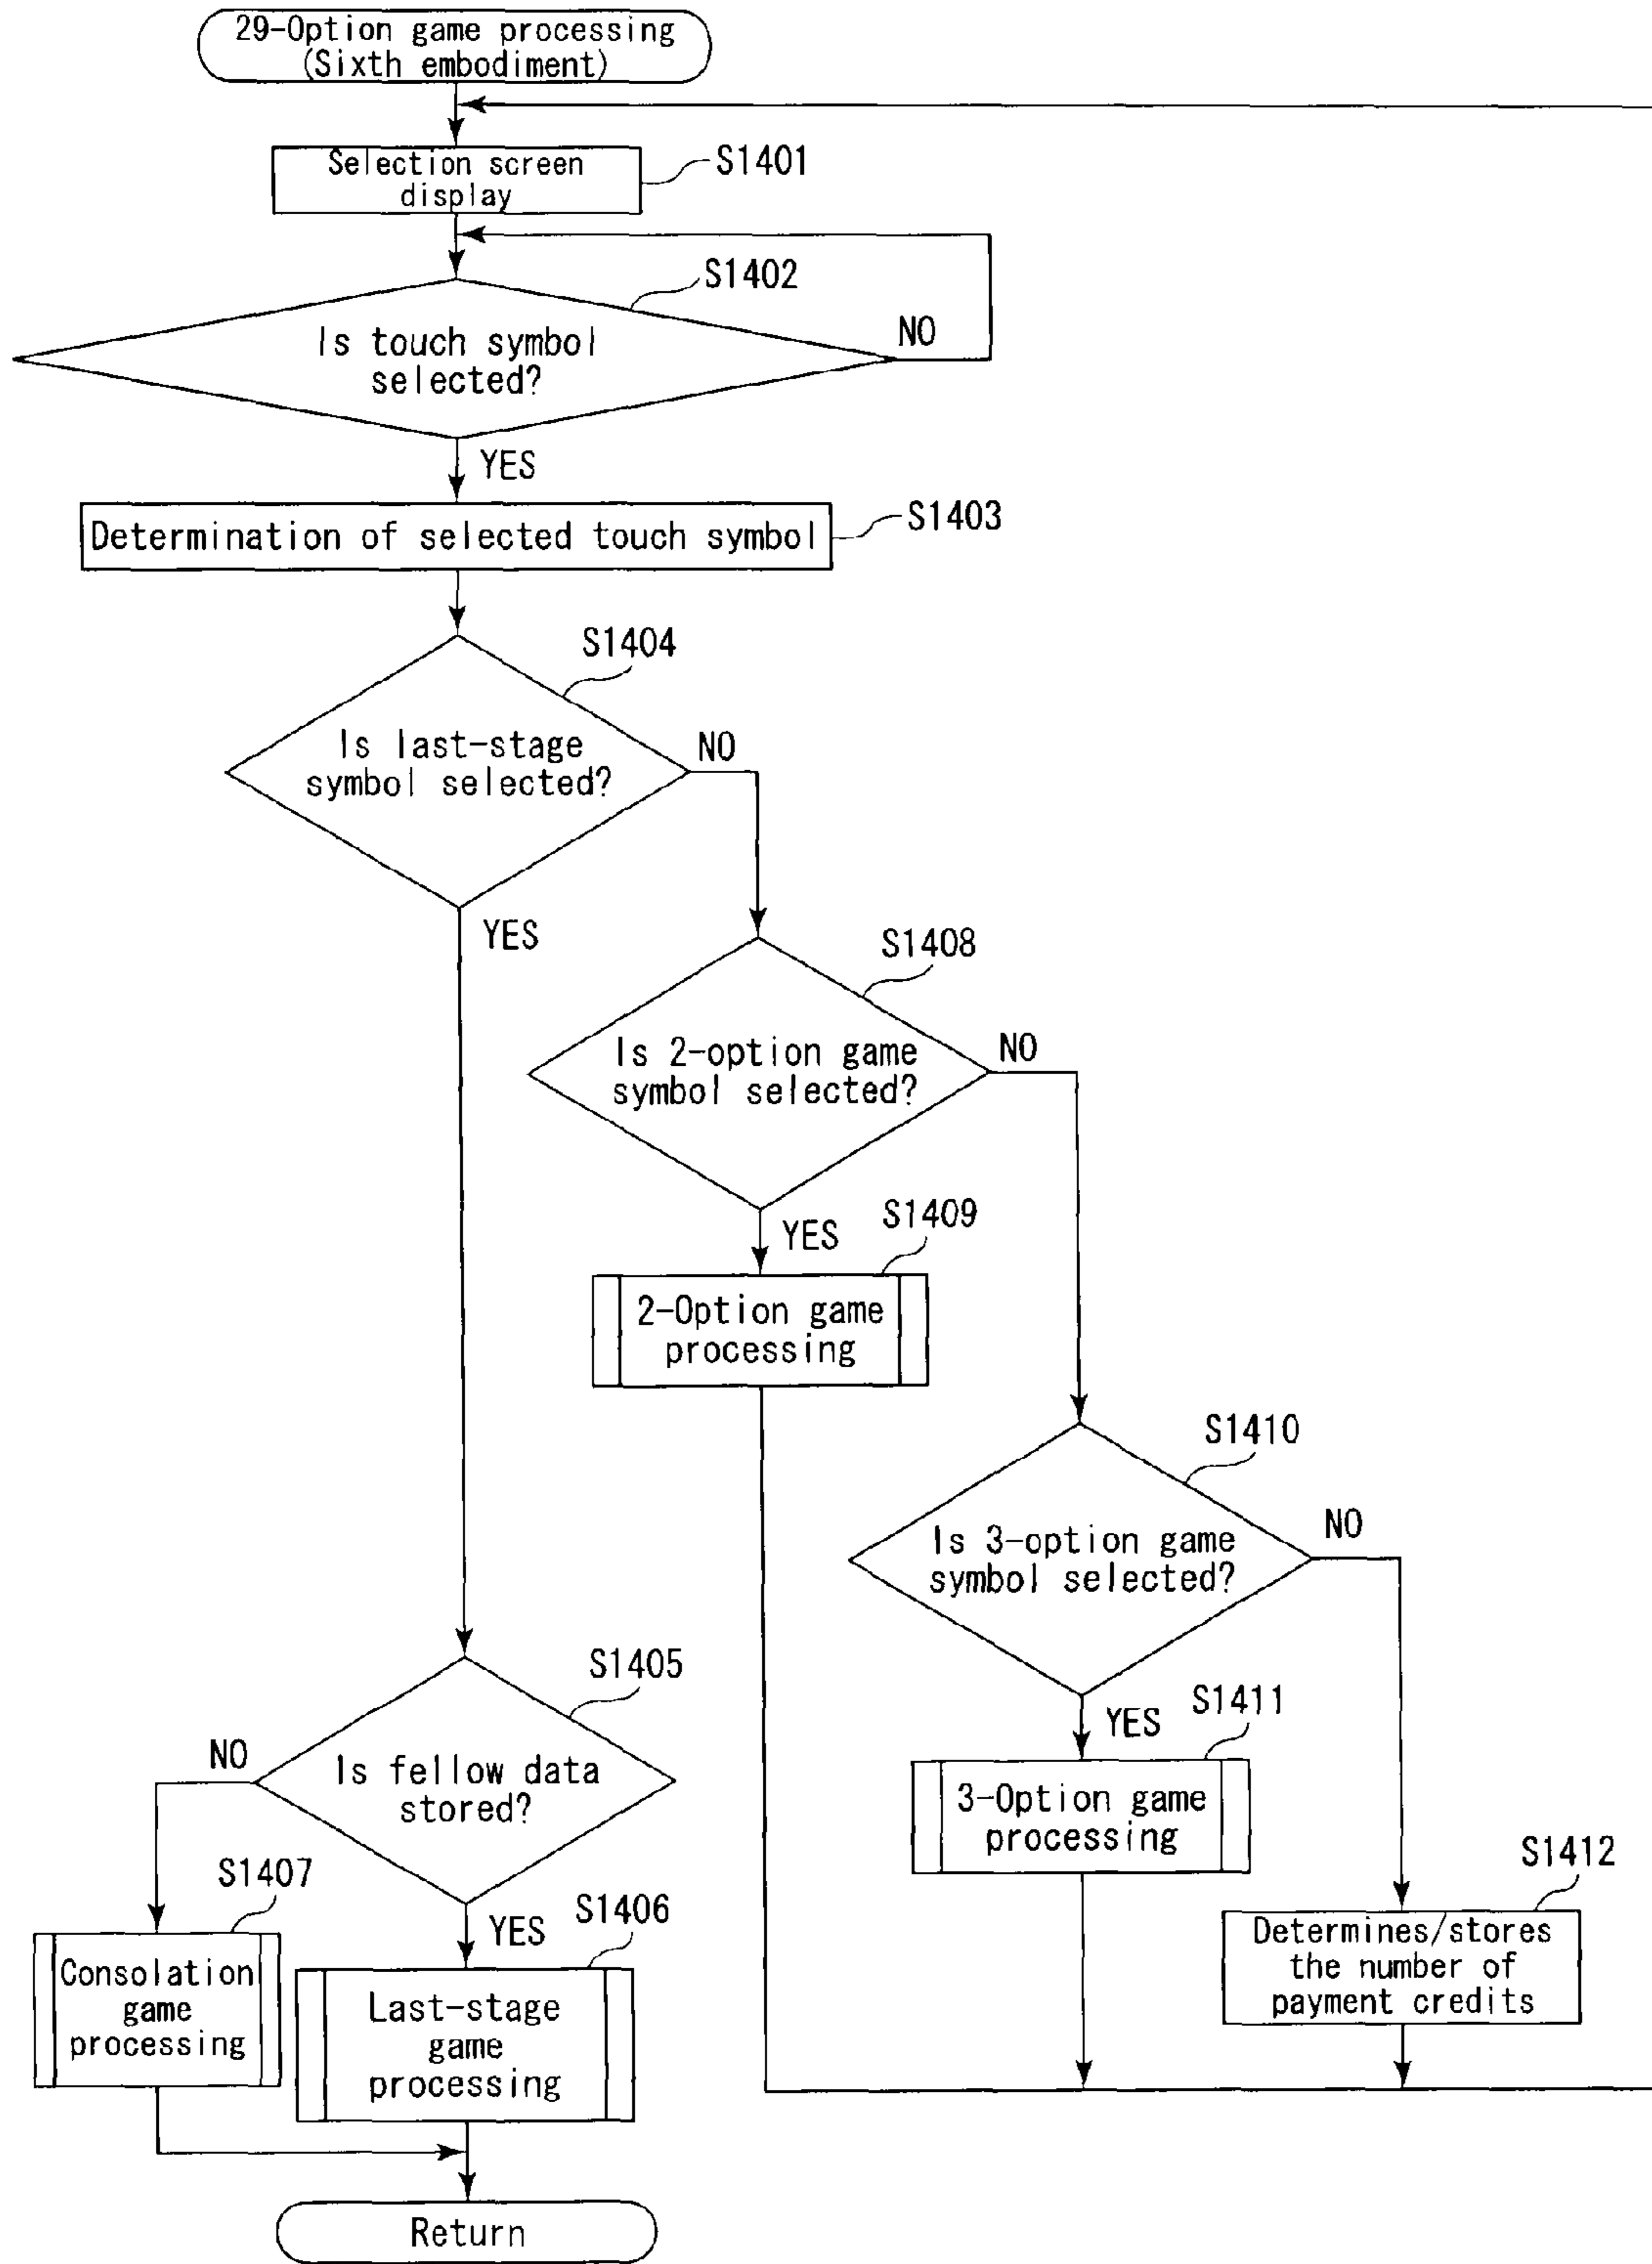 29-Option game processing
(Sixth embodiment)
Selection screen
display
S1401
S1402
Is touch symbol
selected?
NO
YES
Determination of selected touch symbol
S1403
S1404
Is last-stage
symbol selected?
NO
YES
S1408
Is 2-option game
symbol selected?
NO
YES
S1409
2-Option game
processing
S1410
Is 3-option game
symbol selected?
NO
YES
S1411
3-Option game
processing
S1412
Determines/stores
the number of
payment credits
S1405
Is fellow data
stored?
NO
YES
S1407
Consolation
game
processing
S1406
Last-stage
game
processing
Return